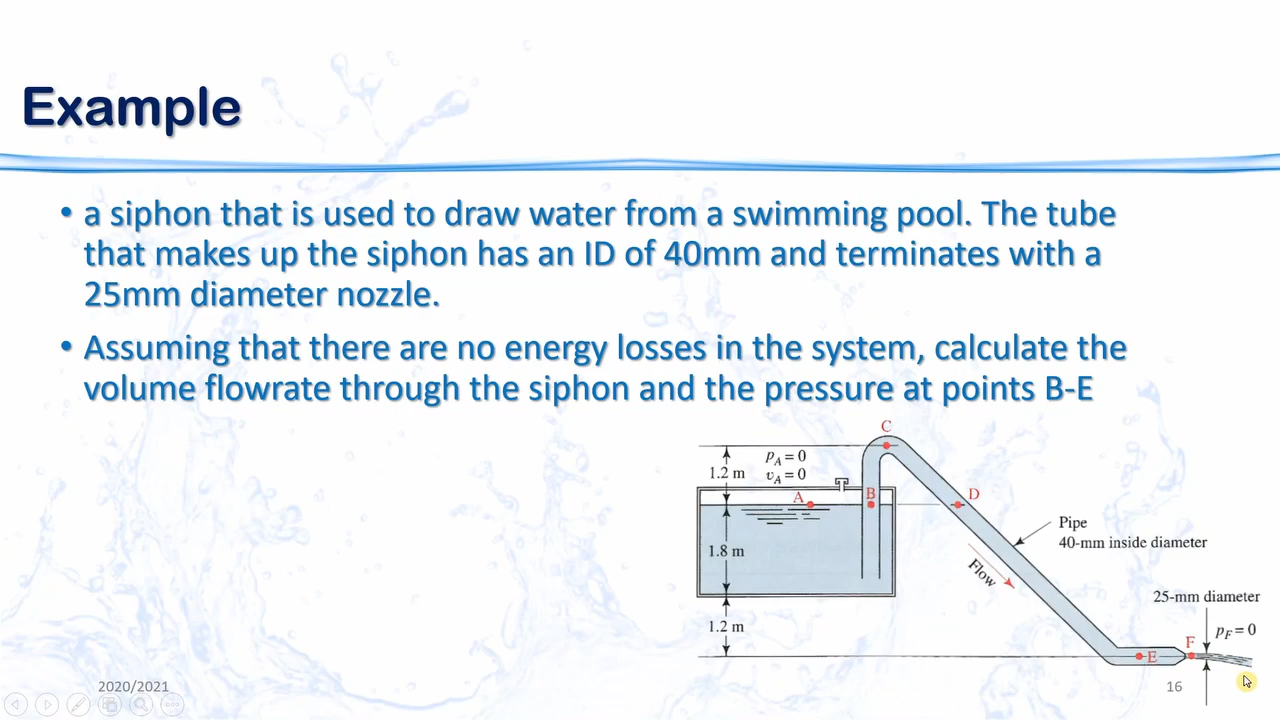 Example
• a siphon that is used to draw water from a swimming pool. The tube
that makes up the siphon has an ID of 40mm and terminates with a
25mm diameter nozzle.
• Assuming that there are no energy losses in the system, calculate the
volume flowrate through the siphon and the pressure at points B-E
C
p_A = 0
1.2 m
υ_A = 0
A
B
D
Pipe
40-mm inside diameter
1.8 m
Flow
25-mm diameter
1.2 m
p_F = 0
F
E
2020/2021
16